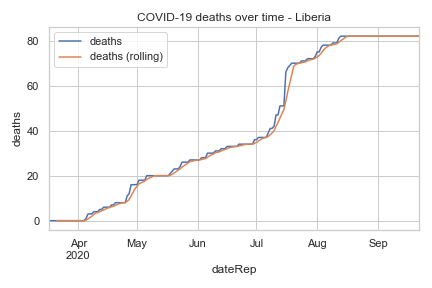 COVID-19 deaths over time - Liberia
deaths
deaths (rolling)
80
60
40
20
0
deaths
Apr
2020
May
Jun
Jul
Aug
Sep
dateRep